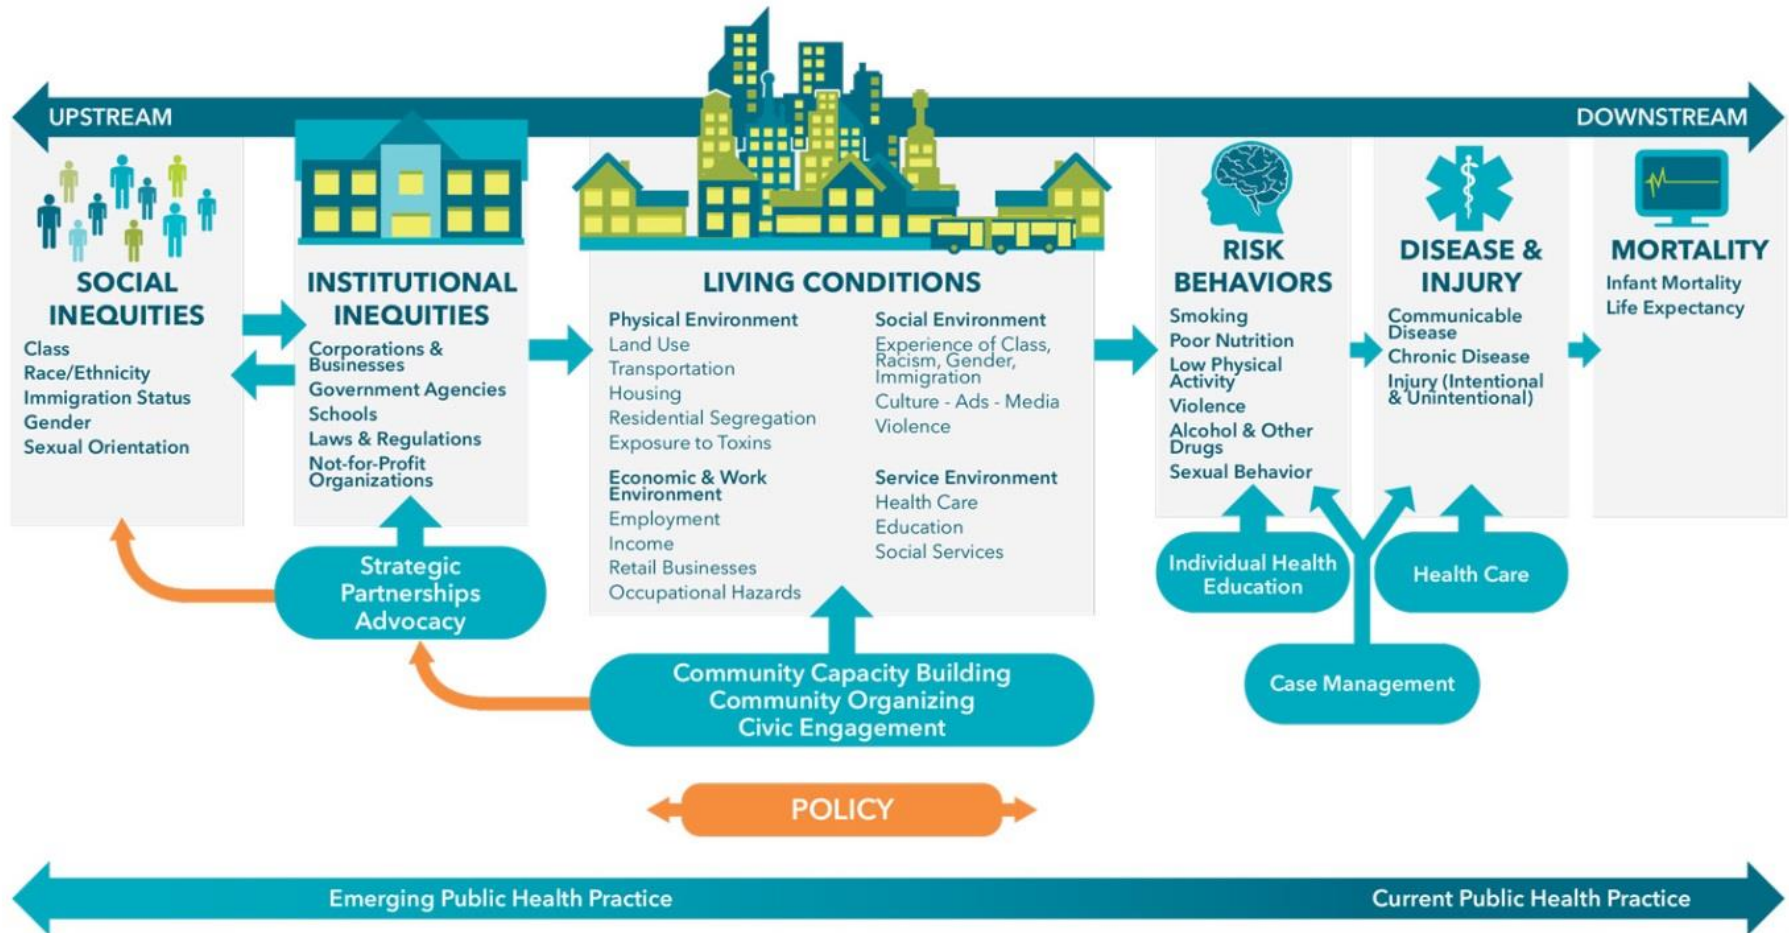 UPSTREAM
DOWNSTREAM
SOCIAL
INEQUITIES
Class
Race/Ethnicity
Immigration Status
Gender
Sexual Orientation
INSTITUTIONAL
INEQUITIES
Corporations &
Businesses
Government Agencies
Schools
Laws & Regulations
Not-for-Profit
Organizations
LIVING CONDITIONS
Physical Environment
Land Use
Transportation
Housing
Residential Segregation
Exposure to Toxins
Economic & Work
Environment
Employment
Income
Retail Businesses
Occupational Hazards
Social Environment
Experience of Class,
Racism, Gender,
Immigration
Culture - Ads - Media
Violence
Service Environment
Health Care
Education
Social Services
RISK
BEHAVIORS
Smoking
Poor Nutrition
Low Physical
Activity
Violence
Alcohol & Other
Drugs
Sexual Behavior
DISEASE &
INJURY
Communicable
Disease
Chronic Disease
Injury (Intentional
& Unintentional)
MORTALITY
Infant Mortality
Life Expectancy
Strategic
Partnerships
Advocacy
Community Capacity Building
Community Organizing
Civic Engagement
Individual Health
Education
Health Care
Case Management
POLICY
Emerging Public Health Practice
Current Public Health Practice